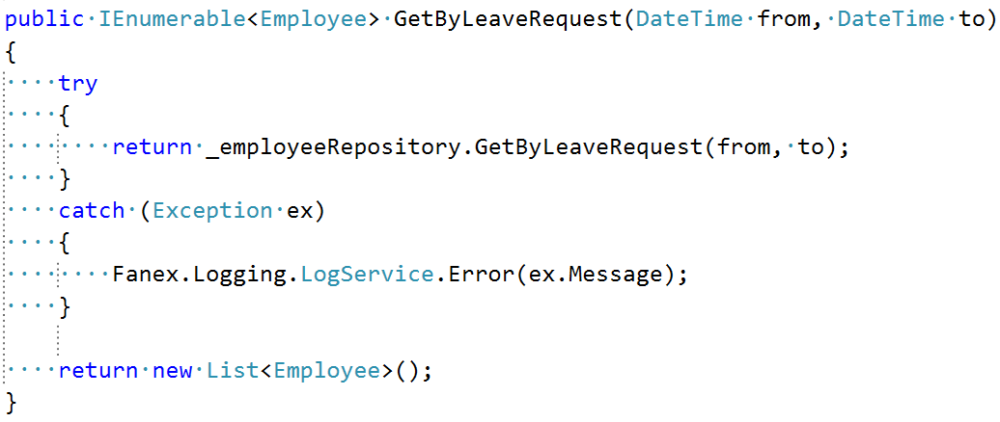 public IEnumerable<Employee> GetByLeaveRequest(DateTime from, DateTime to)
{
    try
    {
        return _employeeRepository.GetByLeaveRequest(from, to);
    }
    catch (Exception ex)
    {
        Fanex.Logging.LogService.Error(ex.Message);
    }

    return new List<Employee>();
}